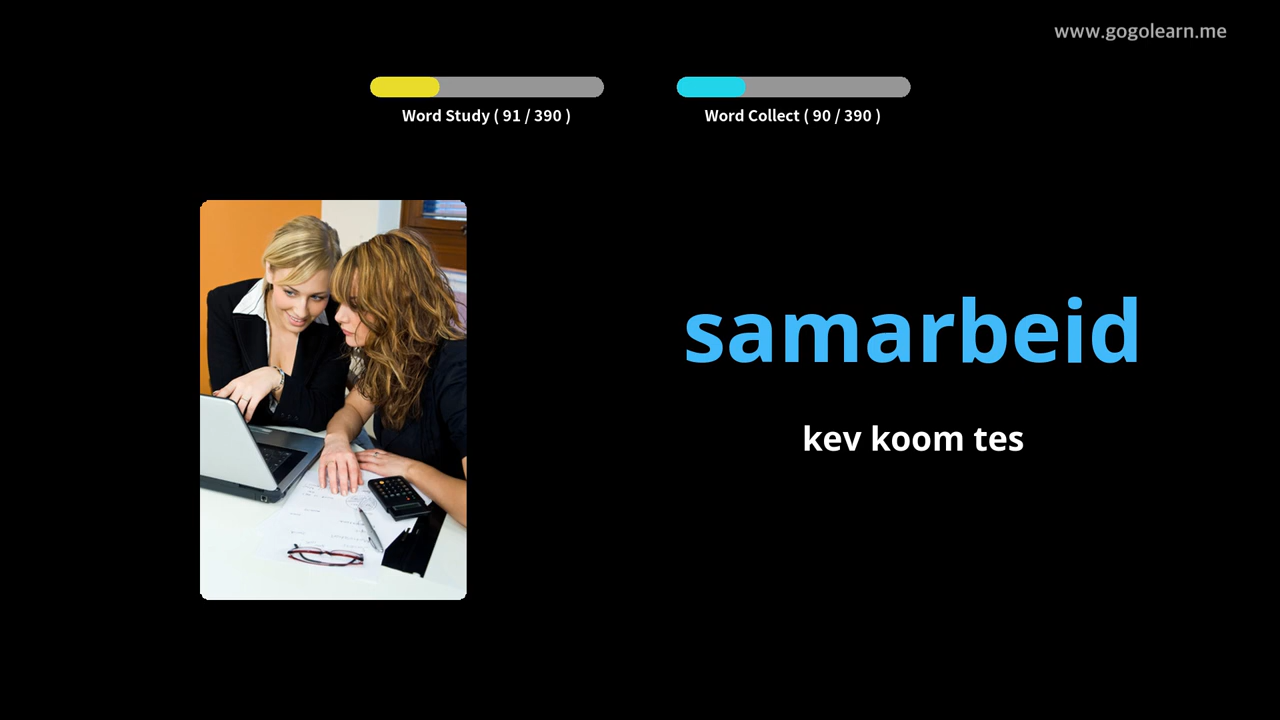 www.gogolearn.me
Word Study ( 91 / 390 )
Word Collect ( 90 / 390 )
samarbeid
kev koom tes